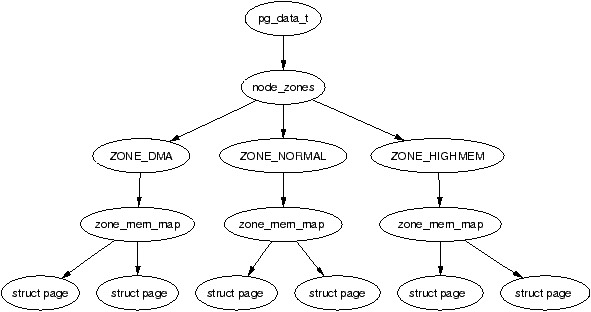 pg_data_t
node_zones
ZONE_DMA ZONE_NORMAL ZONE_HIGHMEM
zone_mem_map zone_mem_map zone_mem_map
struct page struct page struct page struct page struct page struct page